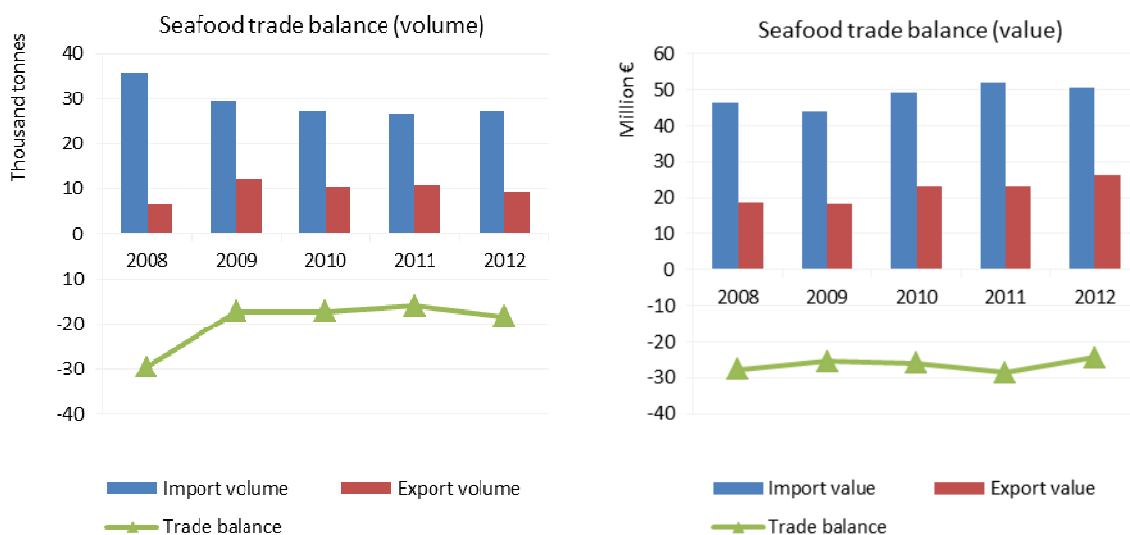 Seafood trade balance (volume)
Thousand tonnes
40
30
20
10
0
2008 2009 2010 2011 2012
10
-20
-30
-40
Import volume Export volume
Trade balance
Seafood trade balance (value)
Million €
60
50
40
30
20
10
0
2008 2009 2010 2011 2012
-10
-20
-30
-40
Import value Export value
Trade balance